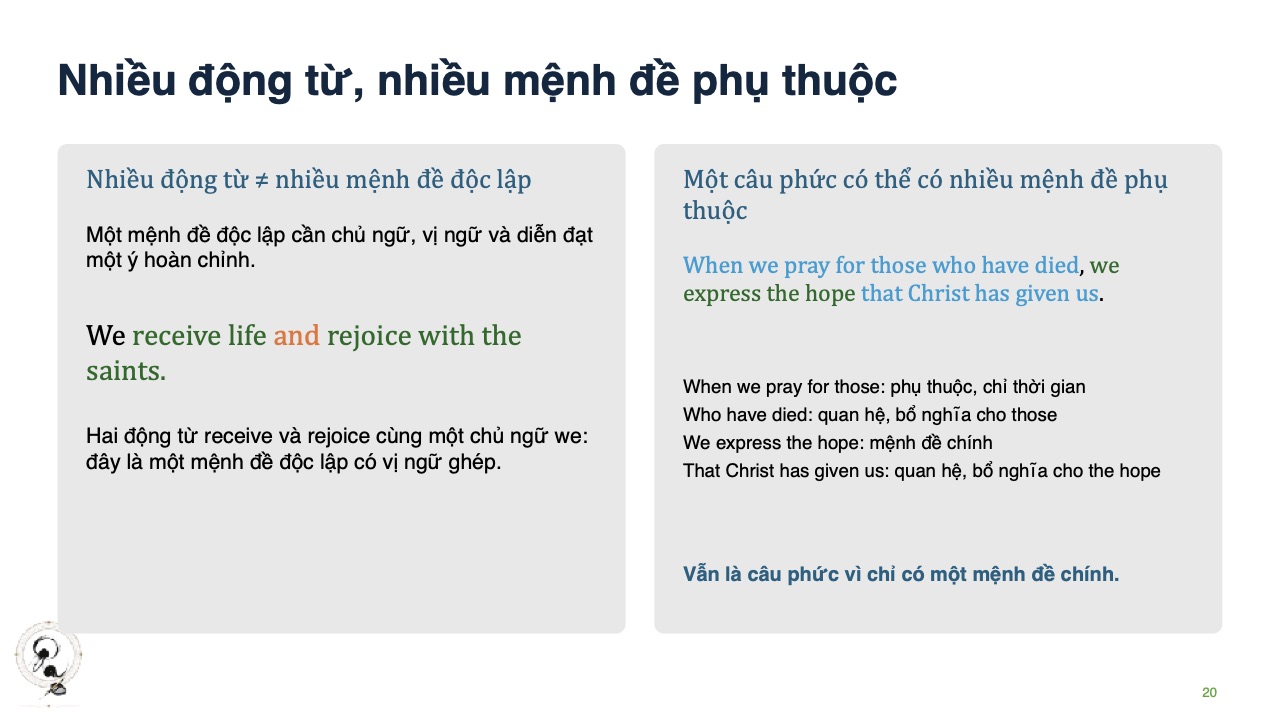 Nhiều động từ, nhiều mệnh đề phụ thuộc
Nhiều động từ ≠ nhiều mệnh đề độc lập
Một mệnh đề độc lập cần chủ ngữ, vị ngữ và diễn đạt
một ý hoàn chỉnh.
We receive life and rejoice with the
saints.
Hai động từ receive và rejoice cùng một chủ ngữ we:
đây là một mệnh đề độc lập có vị ngữ ghép.
Một câu phức có thể có nhiều mệnh đề phụ
thuộc
When we pray for those who have died, we
express the hope that Christ has given us.
When we pray for those: phụ thuộc, chỉ thời gian
Who have died: quan hệ, bổ nghĩa cho those
We express the hope: mệnh đề chính
That Christ has given us: quan hệ, bổ nghĩa cho the hope
Vẫn là câu phức vì chỉ có một mệnh đề chính.
20